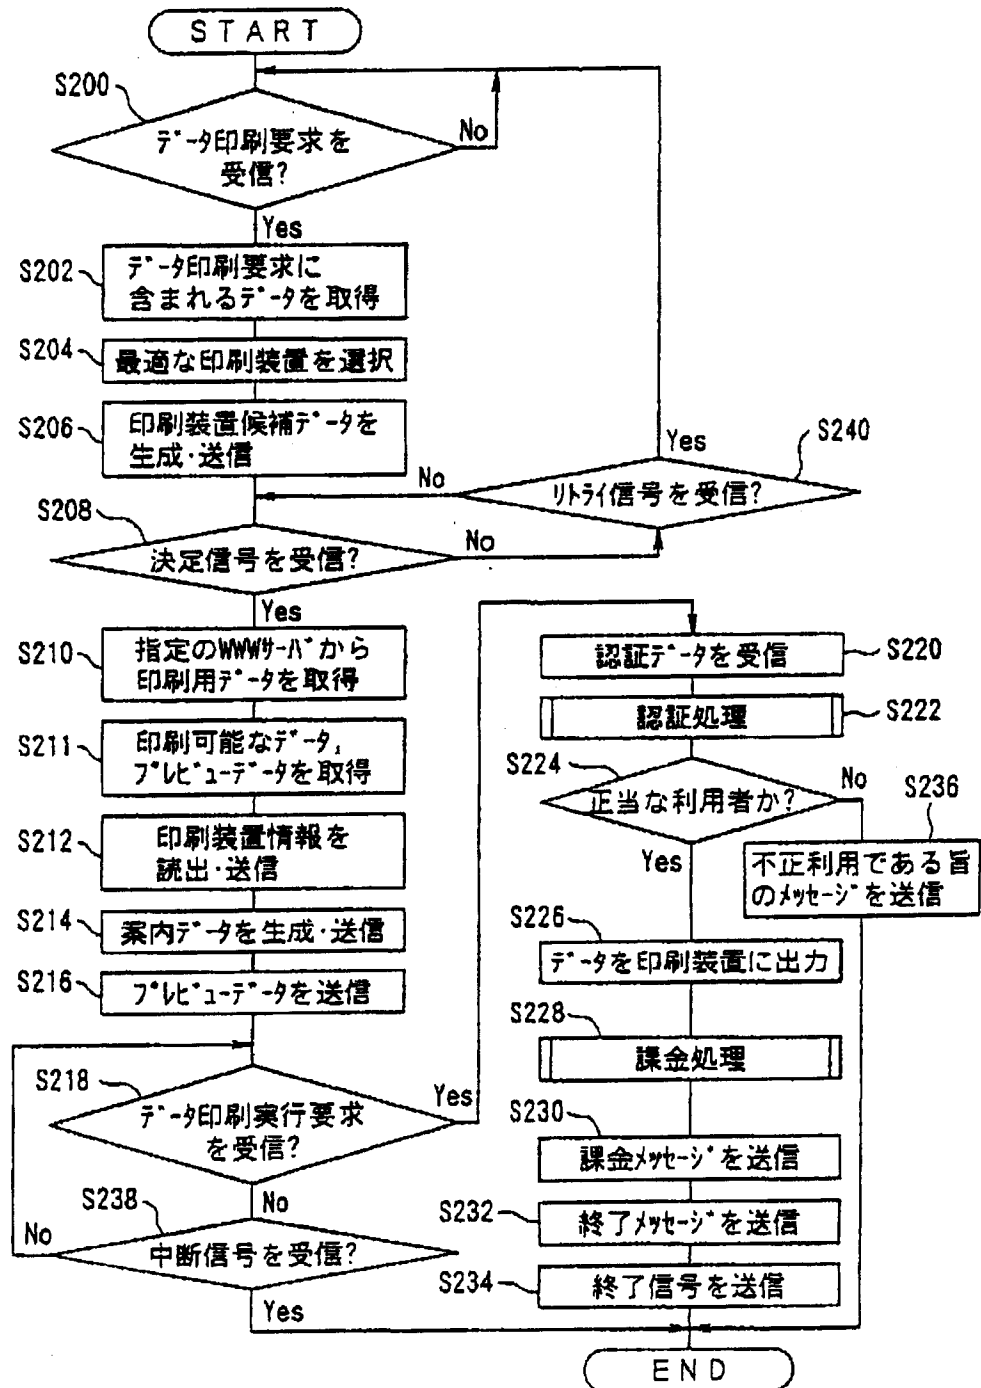 START
S200
データ印刷要求を
受信?
No
Yes
S202
データ印刷要求に
含まれるデータを取得
S204
最適な印刷装置を選択
S206
印刷装置候補データを
生成・送信
Yes
S240
リトライ信号を受信?
No
S208
決定信号を受信?
No
Yes
S210
指定のWWWサーバから
印刷用データを取得
S211
印刷可能なデータ,
プレビューデータを取得
S212
印刷装置情報を
読出・送信
S214
案内データを生成・送信
S216
プレビューデータを送信
S218
データ印刷実行要求
を受信?
Yes
No
S238
中断信号を受信?
No
Yes
認証データを受信
S220
認証処理
S222
S224
正当な利用者か?
No
Yes
S236
不正利用である旨
のメッセージを送信
S226
データを印刷装置に出力
S228
課金処理
S230
課金メッセージを送信
S232
終了メッセージを送信
S234
終了信号を送信
END